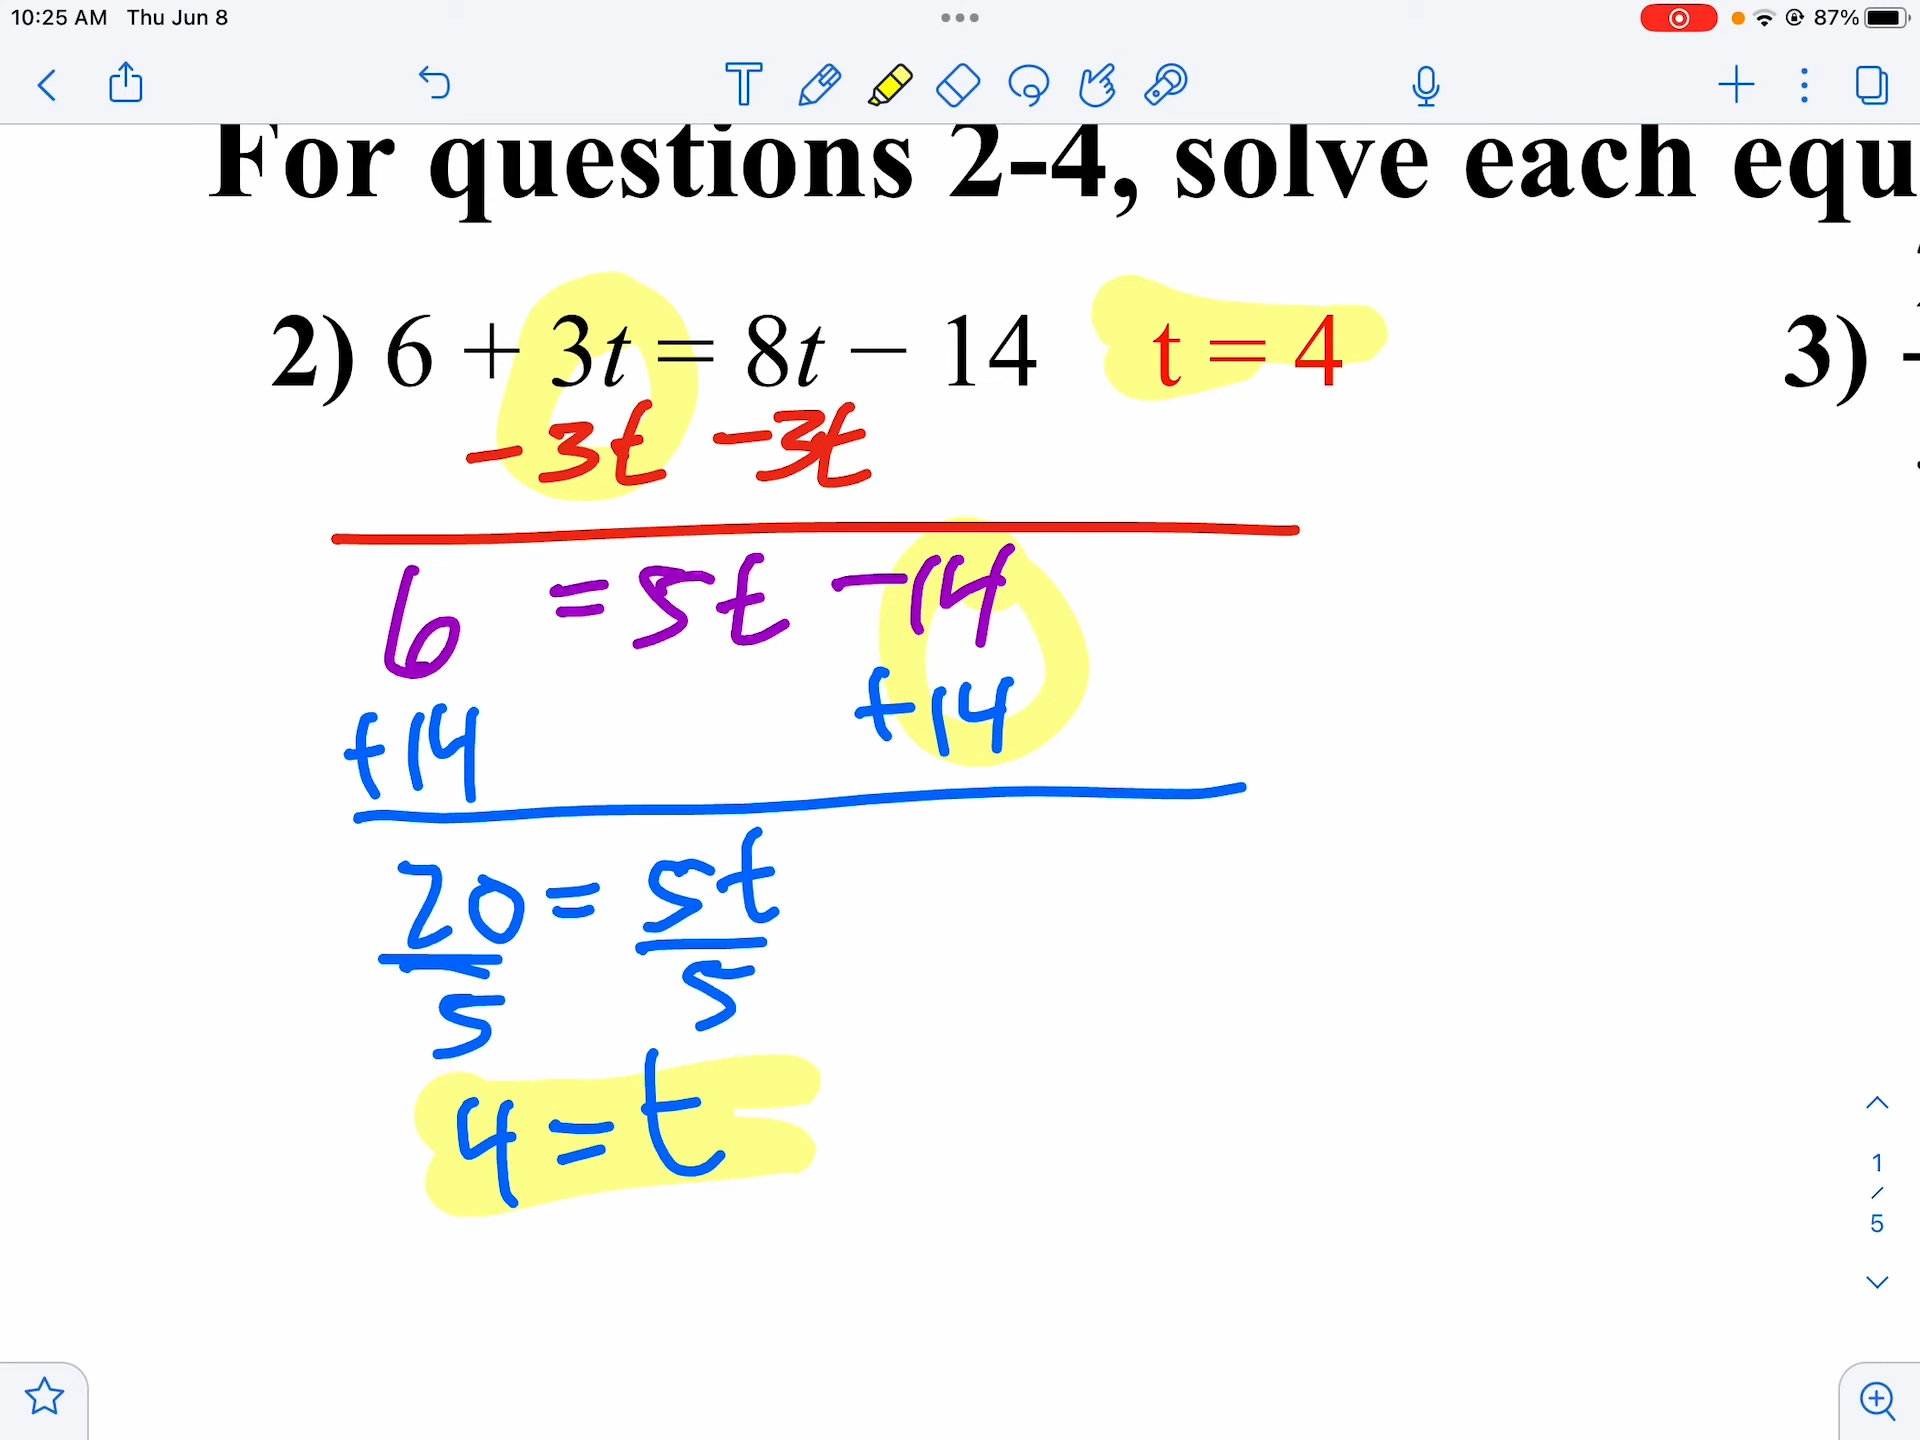 10:25 AM Thu Jun 8
87%
For questions 2-4, solve each equ
2) 6 + 3t = 8t − 14 t = 4
3)
-3t -3t
6 = 5t -14
+14 +14
20 = 5t
5 5
4 = t
1
/
5